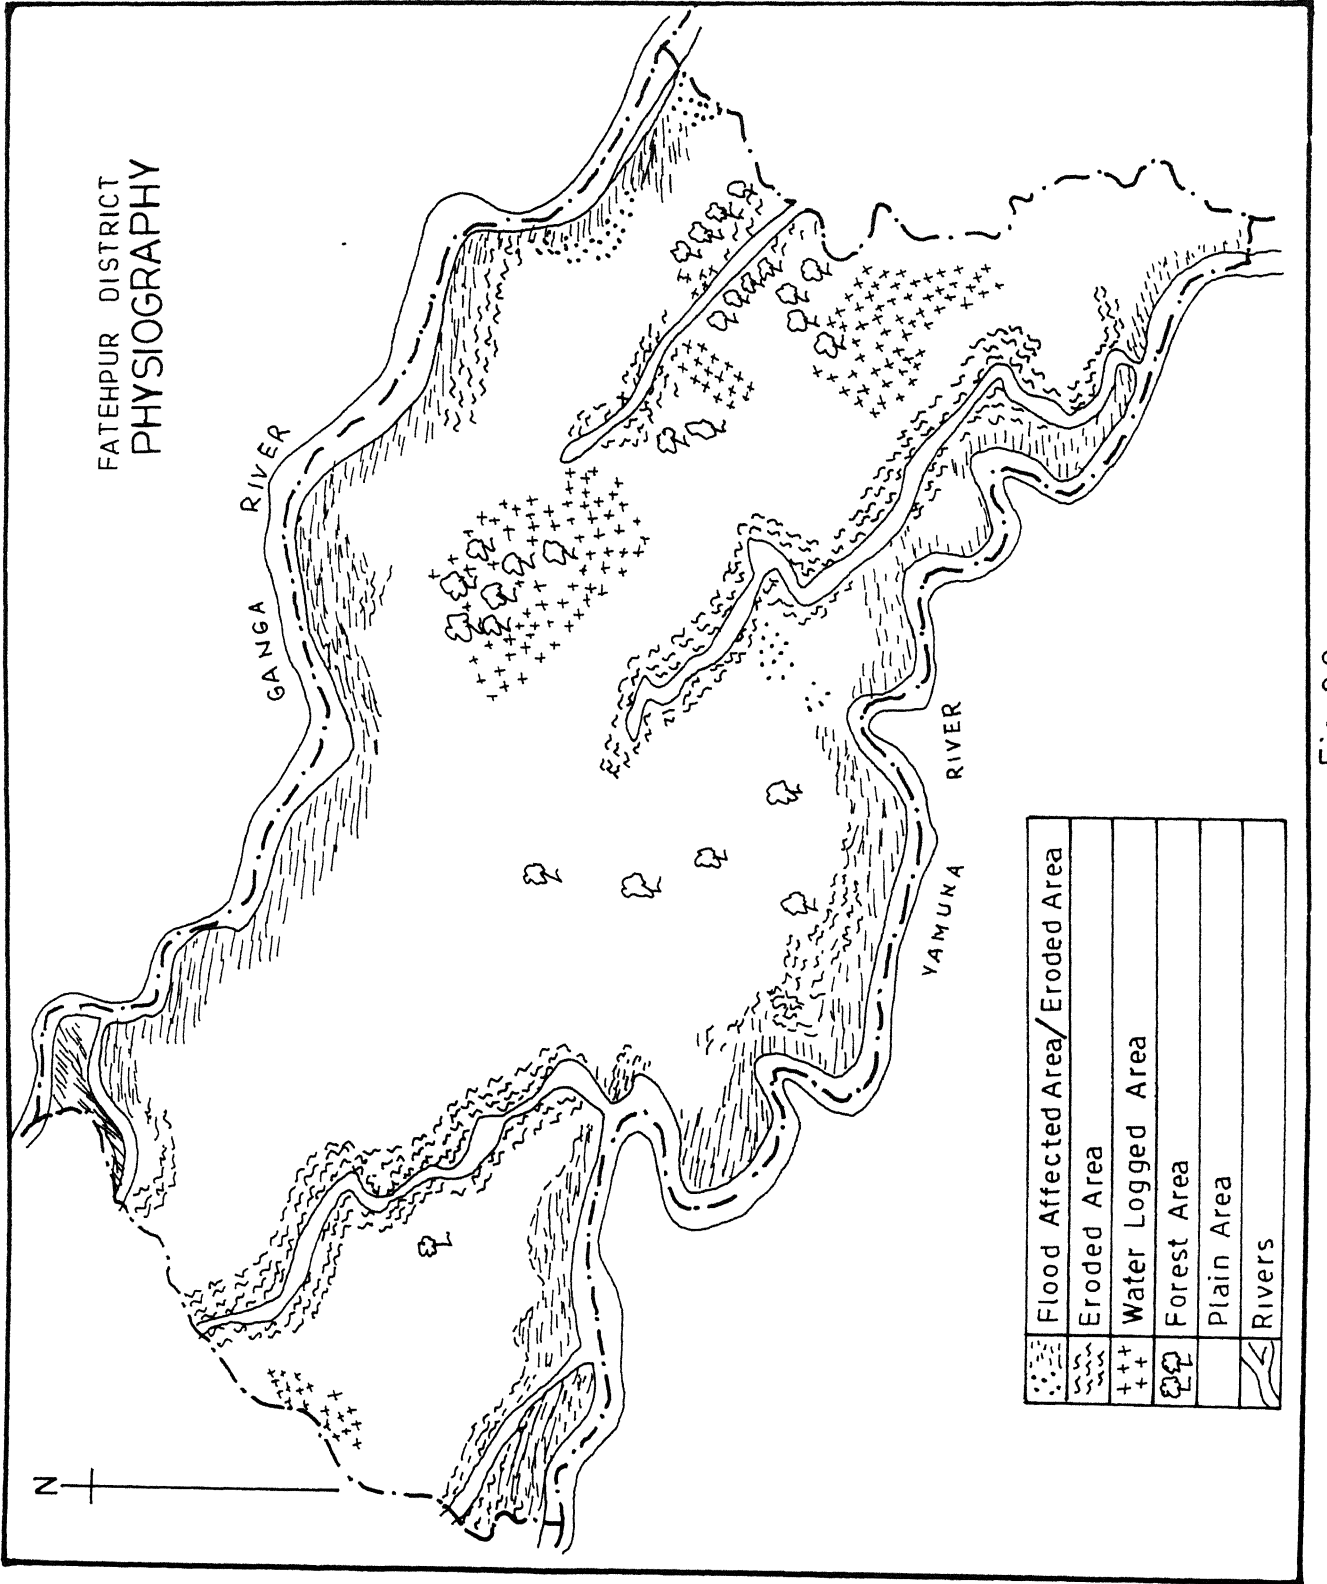 FATEHPUR DISTRICT
PHYSIOGRAPHY
N
GANGA RIVER
YAMUNA RIVER
Flood Affected Area/Eroded Area
Eroded Area
Water Logged Area
Forest Area
Plain Area
Rivers